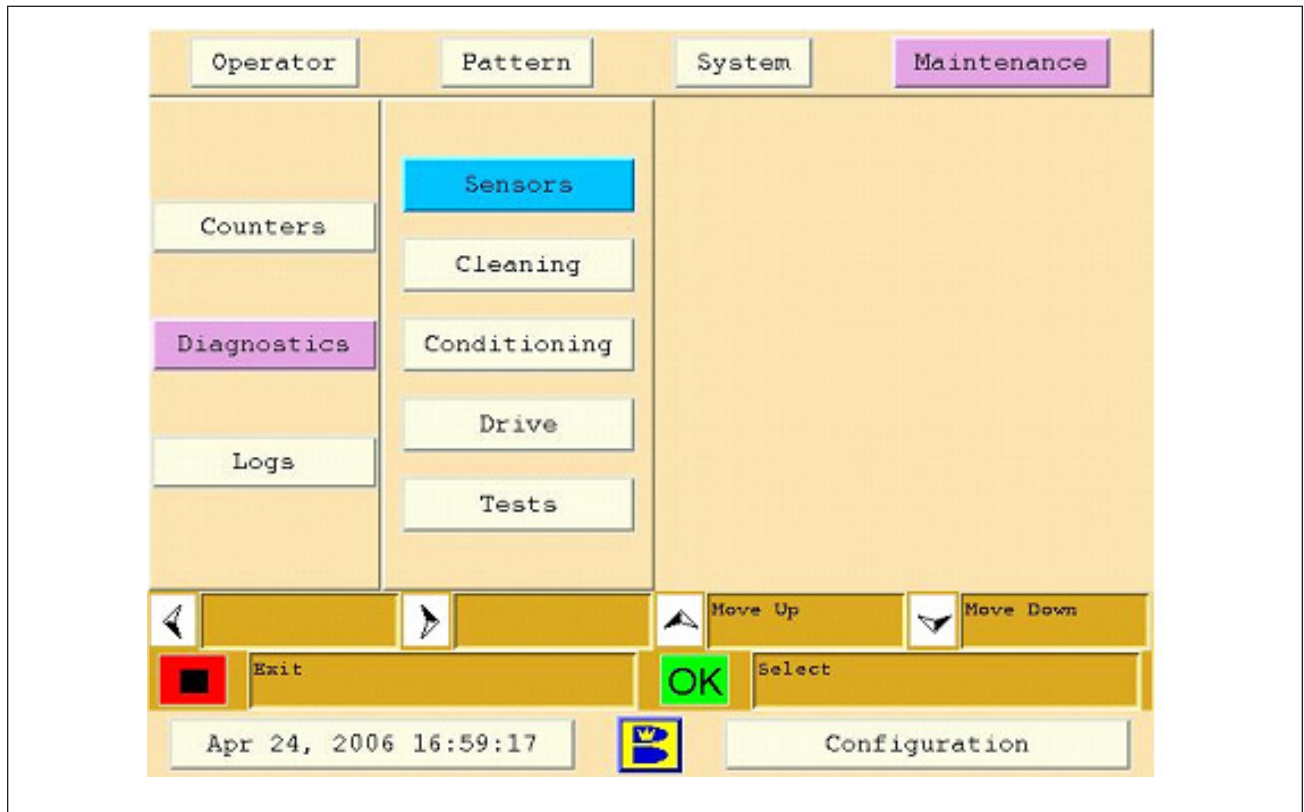 Operator Pattern System Maintenance
Counters
Diagnostics
Logs
Sensors
Cleaning
Conditioning
Drive
Tests
Move Up Move Down
Exit OK Select
Apr 24, 2006 16:59:17 Configuration